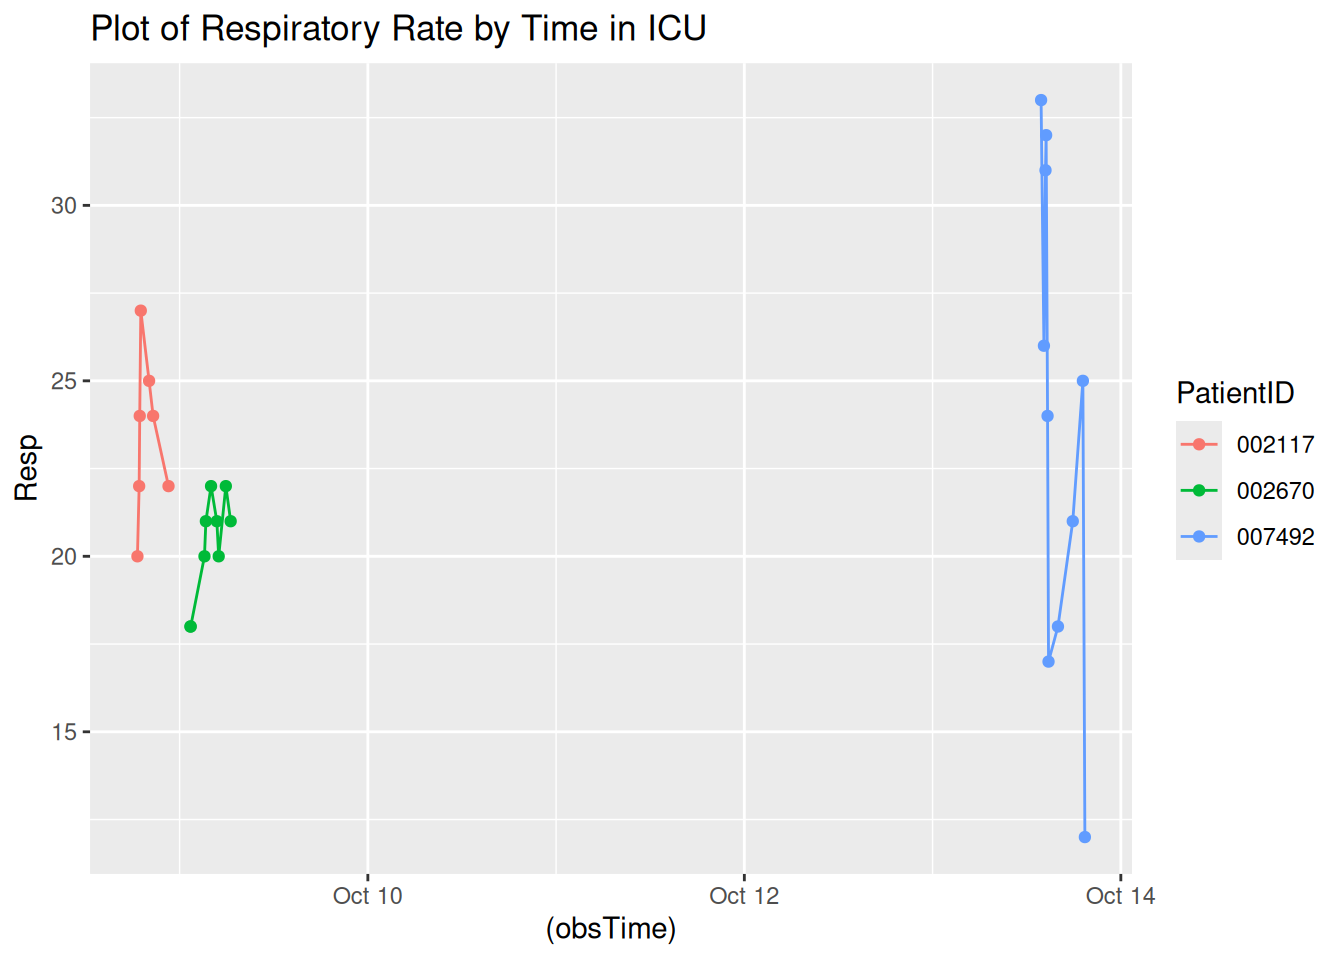 Plot of Respiratory Rate by Time in ICU
Resp
30
25
20
15
Oct 10
Oct 12
Oct 14
(obsTime)
PatientID
002117
002670
007492